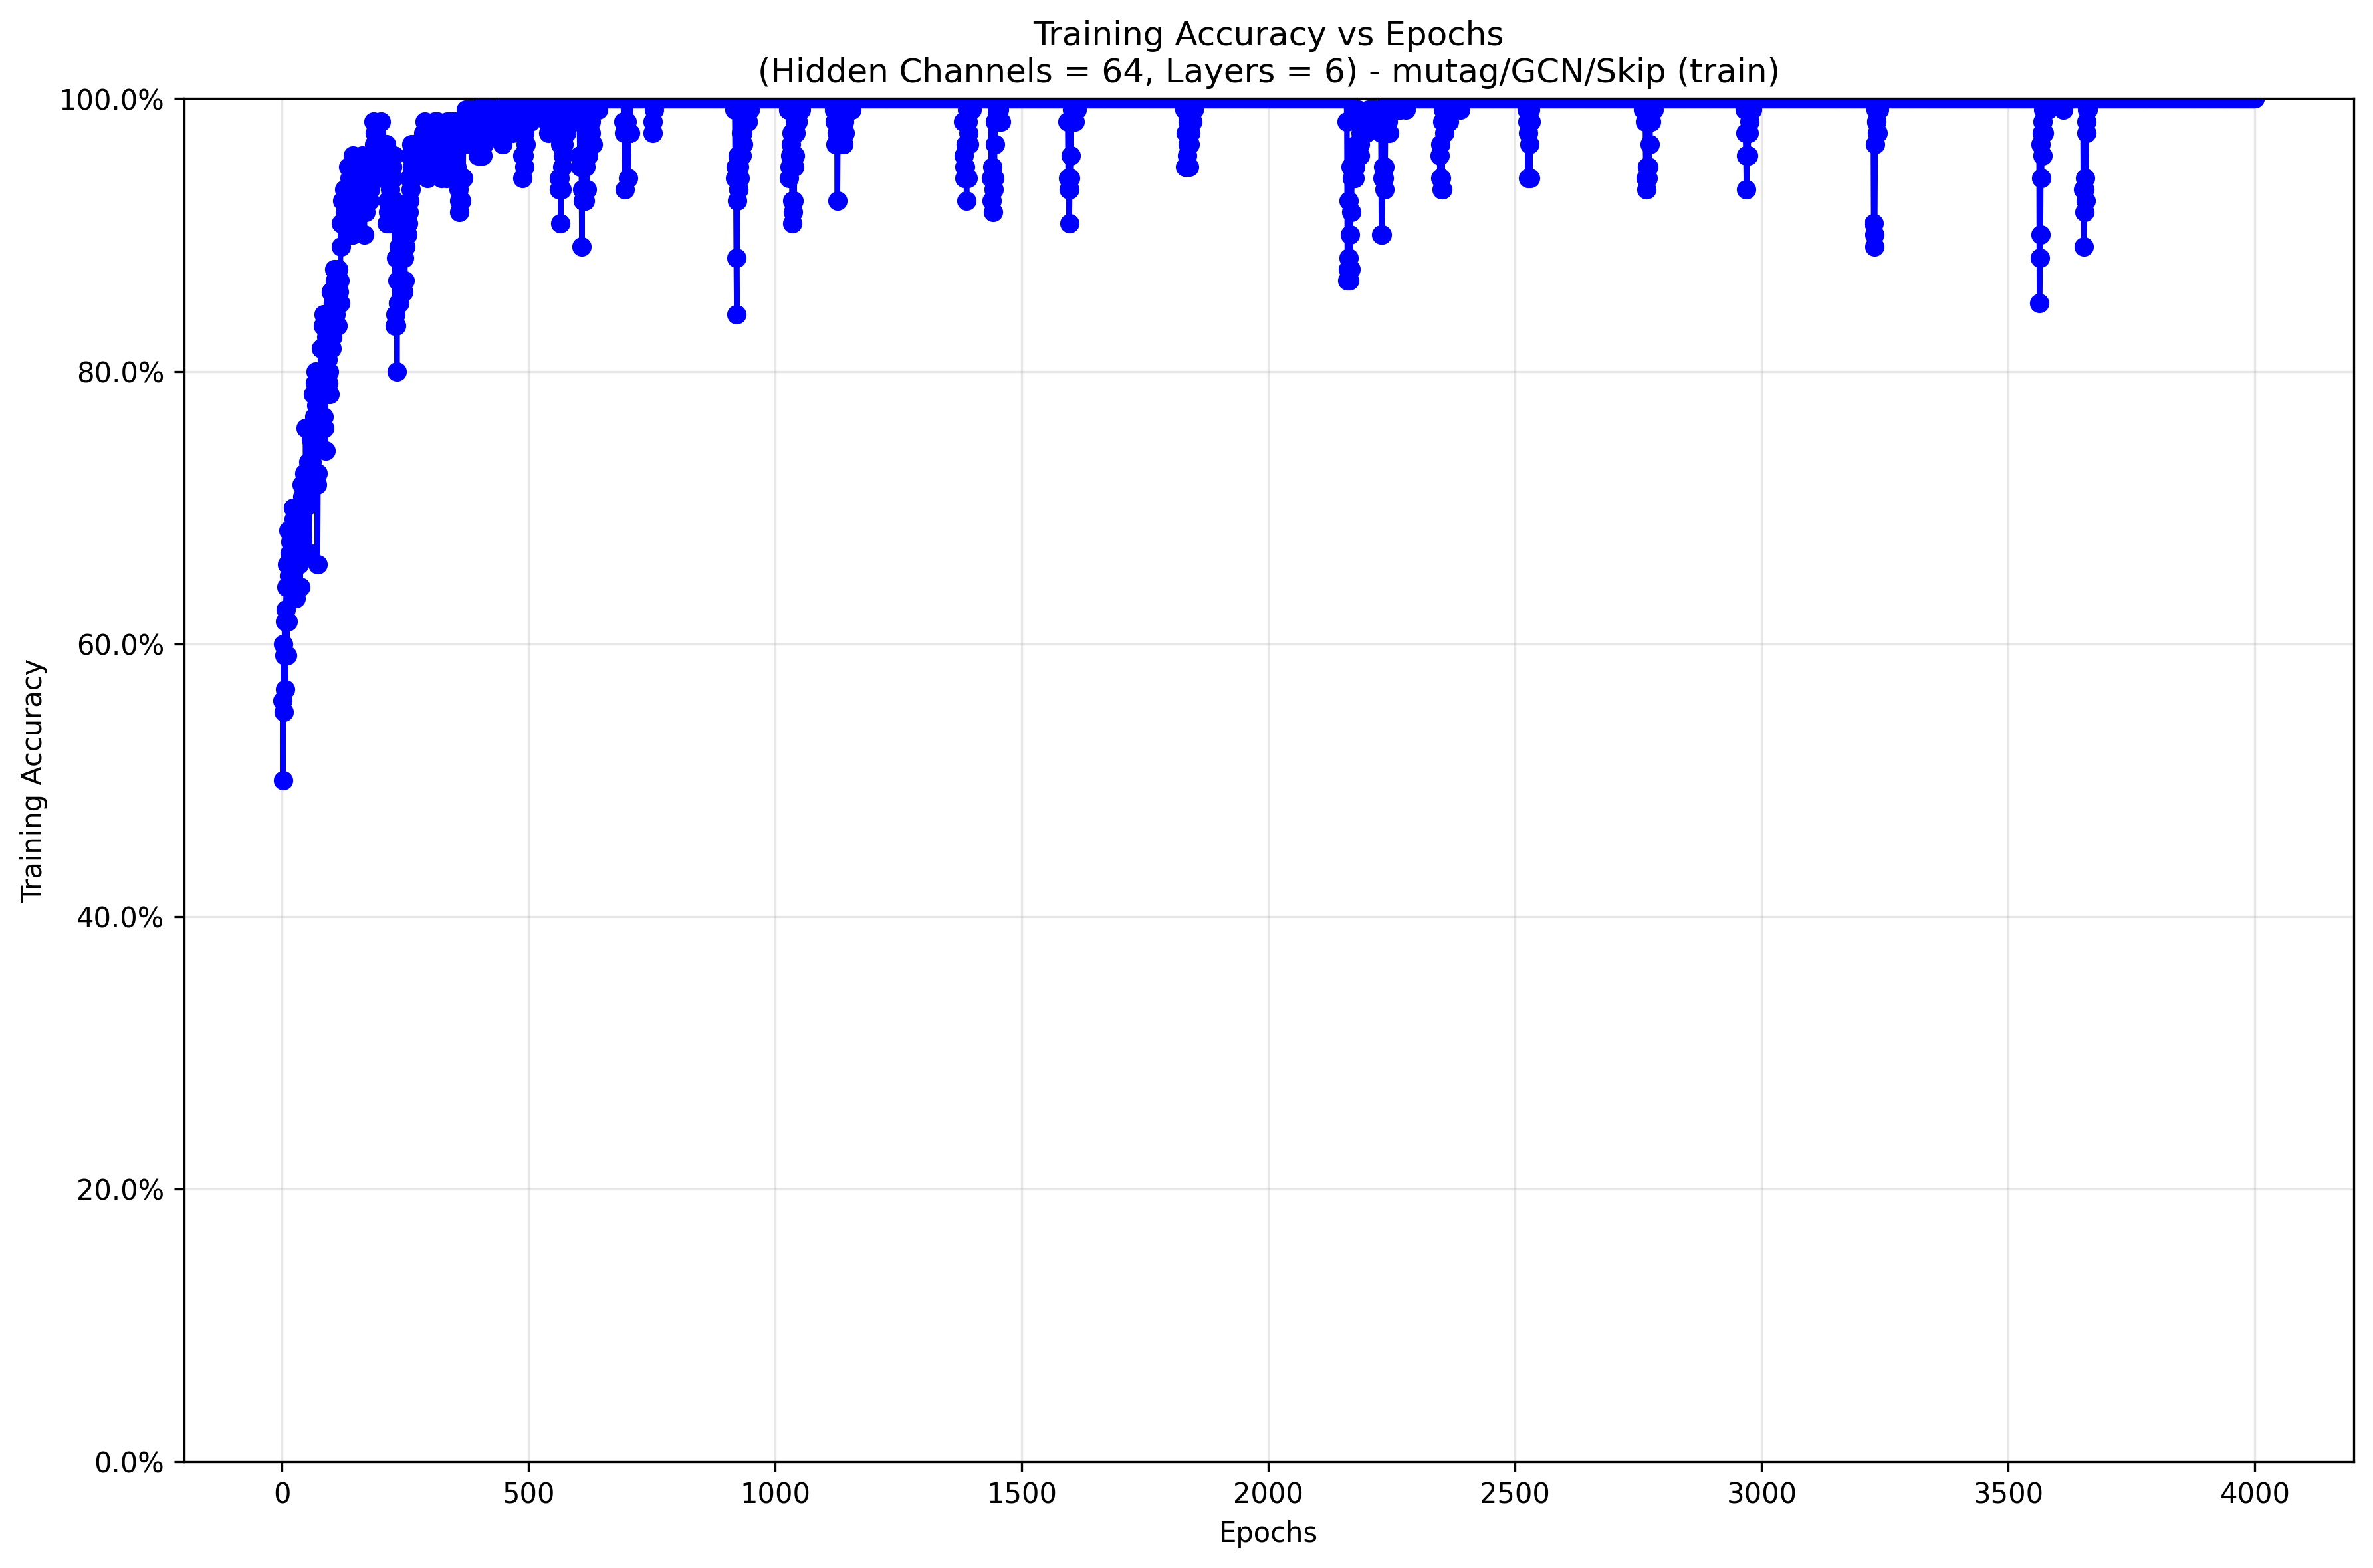 Training Accuracy vs Epochs
(Hidden Channels = 64, Layers = 6) - mutag/GCN/Skip (train)
100.0%
80.0%
60.0%
40.0%
20.0%
0.0%
Training Accuracy
0 500 1000 1500 2000 2500 3000 3500 4000
Epochs